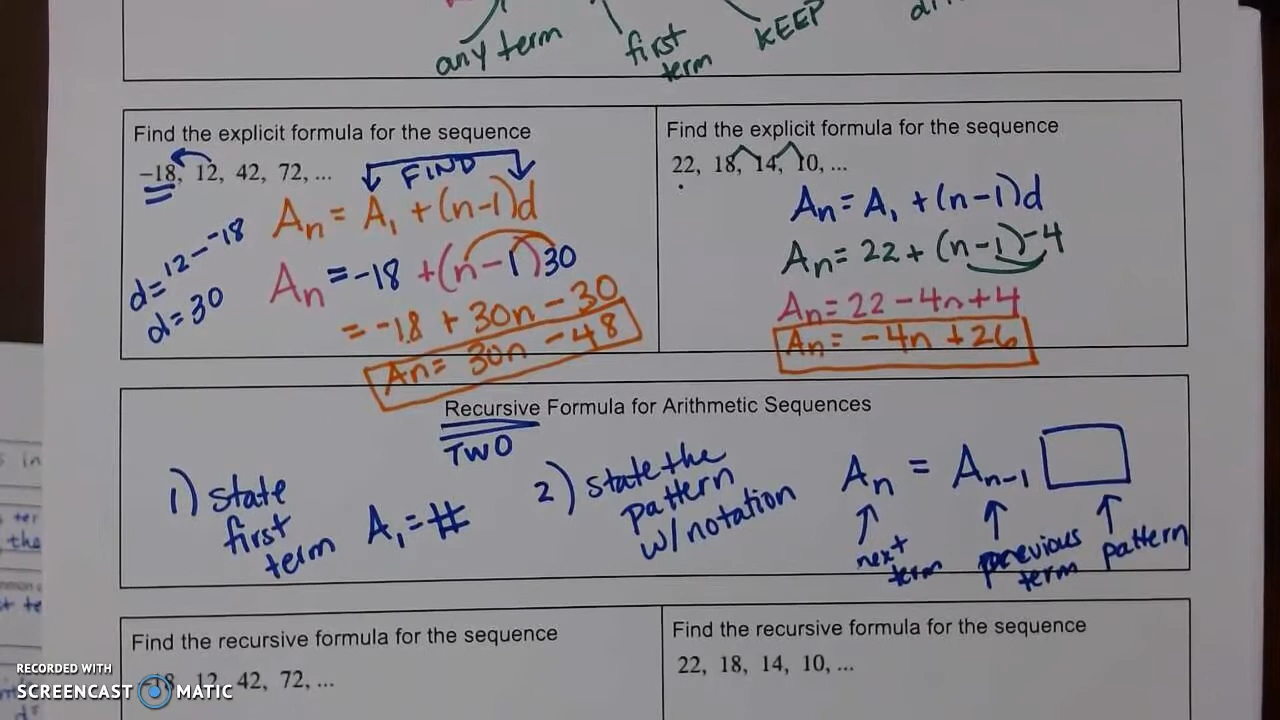 any term
first
term
KEEP
Find the explicit formula for the sequence
−18, 12, 42, 72, ...
FIND
An = A1 + (n−1)d
d = 12 − −18
d = 30
An = −18 + (n−1)30
= −18 + 30n − 30
An = 30n − 48
Find the explicit formula for the sequence
22, 18, 14, 10, ...
An = A1 + (n−1)d
An = 22 + (n−1)−4
An = 22 − 4n + 4
An = −4n + 26
Recursive Formula for Arithmetic Sequences
TWO
1) state
first
term A1 = #
2) state the
pattern
w/ notation
An = An−1
next
term
previous
term
pattern
Find the recursive formula for the sequence
−18, 12, 42, 72, ...
Find the recursive formula for the sequence
22, 18, 14, 10, ...
RECORDED WITH
SCREENCAST MATIC